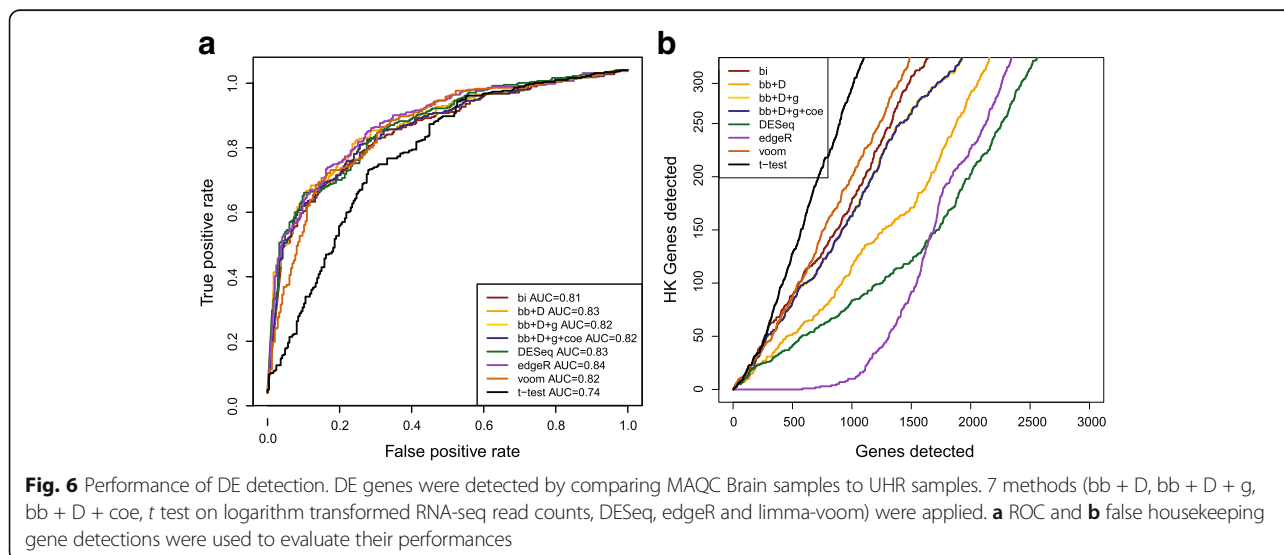 a
True positive rate
1.0
0.8
0.6
0.4
0.2
0.0
bi AUC=0.81
bb+D AUC=0.83
bb+D+g AUC=0.82
bb+D+g+coe AUC=0.82
DESeq AUC=0.83
edgeR AUC=0.84
voom AUC=0.82
t-test AUC=0.74
0.0 0.2 0.4 0.6 0.8 1.0
False positive rate
b
HK Genes detected
300
250
200
150
100
50
0
bi
bb+D
bb+D+g
bb+D+g+coe
DESeq
edgeR
voom
t-test
0 500 1000 1500 2000 2500 3000
Genes detected
Fig. 6 Performance of DE detection. DE genes were detected by comparing MAQC Brain samples to UHR samples. 7 methods (bb + D, bb + D + g,
bb + D + coe, t test on logarithm transformed RNA-seq read counts, DESeq, edgeR and limma-voom) were applied. a ROC and b false housekeeping
gene detections were used to evaluate their performances